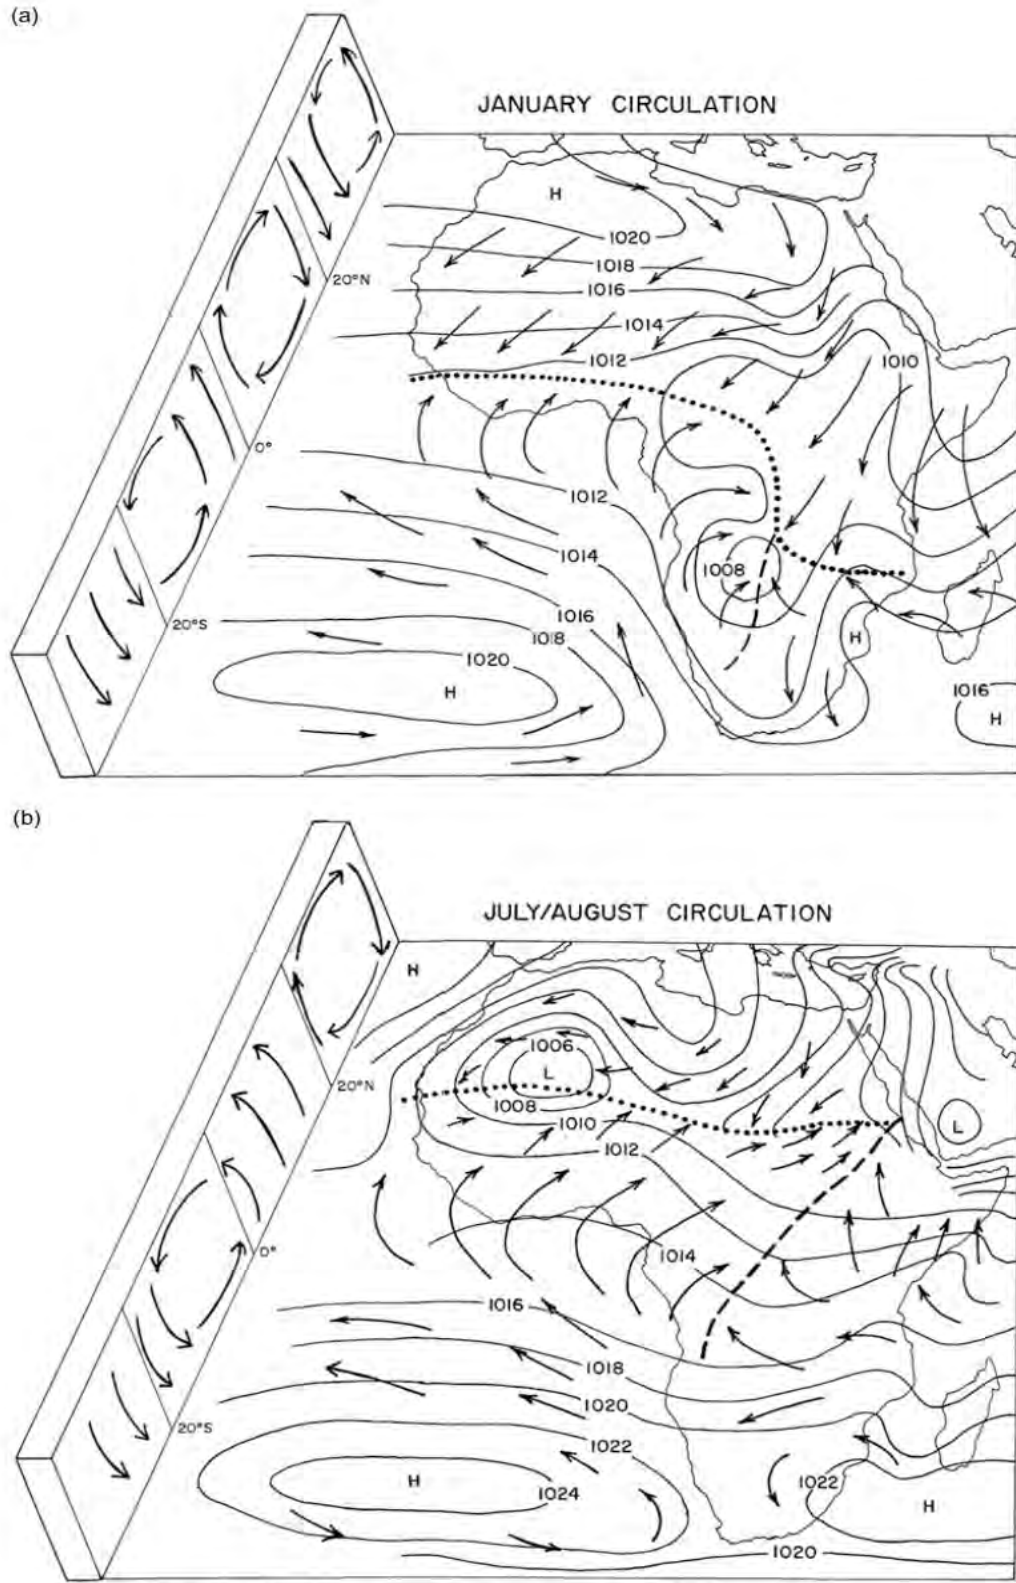 (a)
JANUARY CIRCULATION
H
1020
1018
20°N
1016
1014
1012
1010
0°
1012
1014
1008
1016
20°S
1018
H
1020
H
1016
H
(b)
JULY/AUGUST CIRCULATION
H
1006
L
20°N
1008
1010
L
1012
0°
1014
1016
1018
1020
20°S
1022
H
1024
1022
H
1020